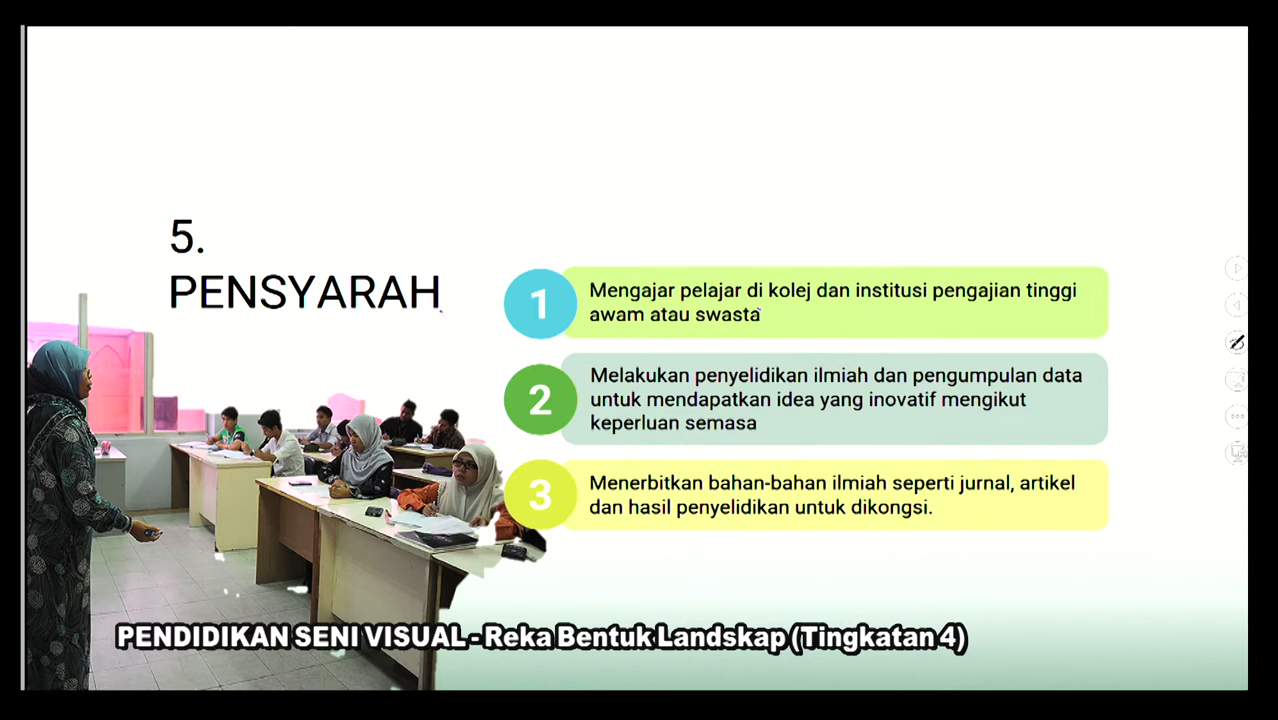 5.
PENSYARAH
1
Mengajar pelajar di kolej dan institusi pengajian tinggi
awam atau swasta
2
Melakukan penyelidikan ilmiah dan pengumpulan data
untuk mendapatkan idea yang inovatif mengikut
keperluan semasa
3
Menerbitkan bahan-bahan ilmiah seperti jurnal, artikel
dan hasil penyelidikan untuk dikongsi.
PENDIDIKAN SENI VISUAL - Reka Bentuk Landskap (Tingkatan 4)